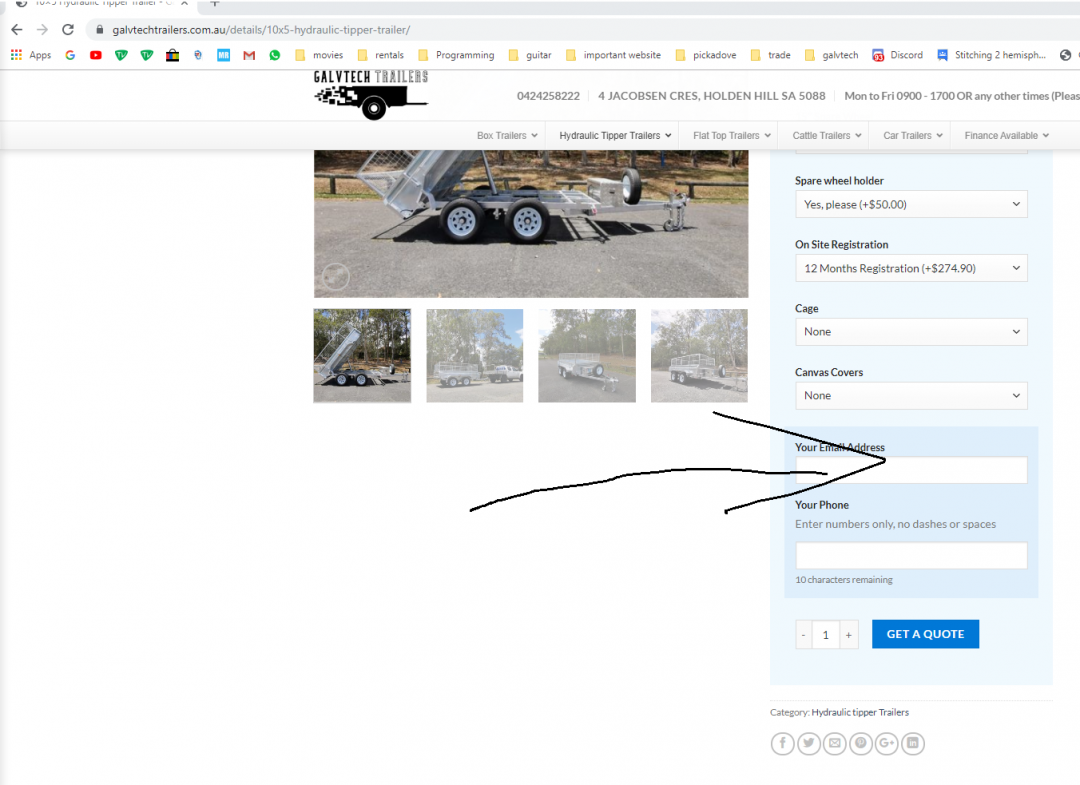 galvtechtrailers.com.au/details/10x5-hydraulic-tipper-trailer/
Apps movies rentals Programming guitar important website pickadove trade galvtech Discord Stitching 2 hemisph...
GALVTECH TRAILERS
0424258222 4 JACOBSEN CRES, HOLDEN HILL SA 5088 Mon to Fri 0900 - 1700 OR any other times (Pleas
Box Trailers Hydraulic Tipper Trailers Flat Top Trailers Cattle Trailers Car Trailers Finance Available
Spare wheel holder
Yes, please (+$50.00)
On Site Registration
12 Months Registration (+$274.90)
Cage
None
Canvas Covers
None
Your Email Address
Your Phone
Enter numbers only, no dashes or spaces
10 characters remaining
- 1 + GET A QUOTE
Category: Hydraulic tipper Trailers